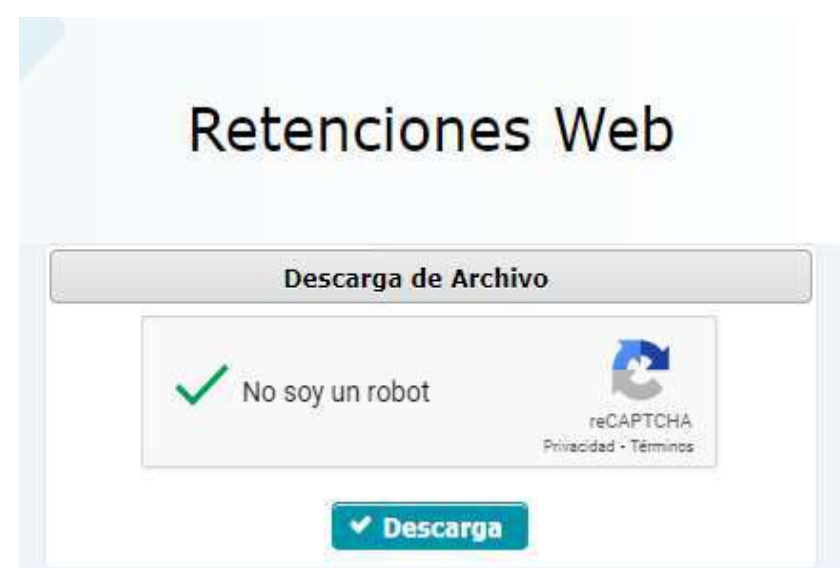 Retenciones Web
Descarga de Archivo
No soy un robot
reCAPTCHA
Privacidad - Términos
Descarga